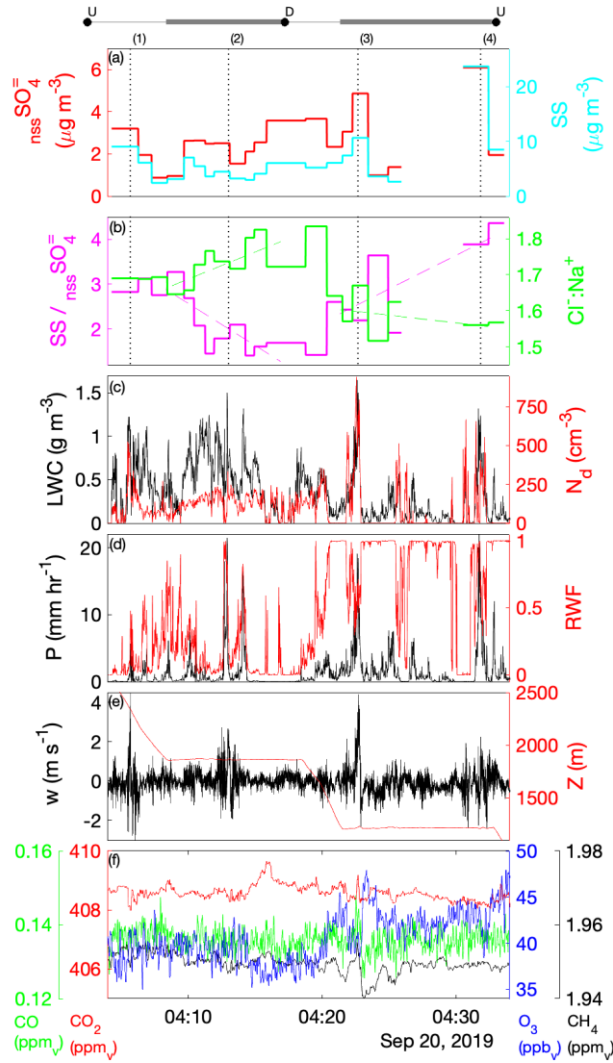 U D U
(1) (2) (3) (4)
(a)
nssSO4= (μg m-3)
6
4
2
0
SS (μg m-3)
20
10
0
(b)
SS / nssSO4=
4
3
2
Cl-:Na+
1.8
1.7
1.6
1.5
(c)
LWC (g m-3)
1.5
1
0.5
0
Nd (cm-3)
750
500
250
0
(d)
P (mm hr-1)
20
10
0
RWF
1
0.5
0
(e)
w (m s-1)
4
2
0
-2
Z (m)
2500
2000
1500
(f)
0.16
0.14
0.12
410
408
406
50
45
40
35
1.98
1.96
1.94
04:10 04:20 04:30
Sep 20, 2019
CO (ppmv)
CO2 (ppmv)
O3 (ppbv)
CH4 (ppmv)